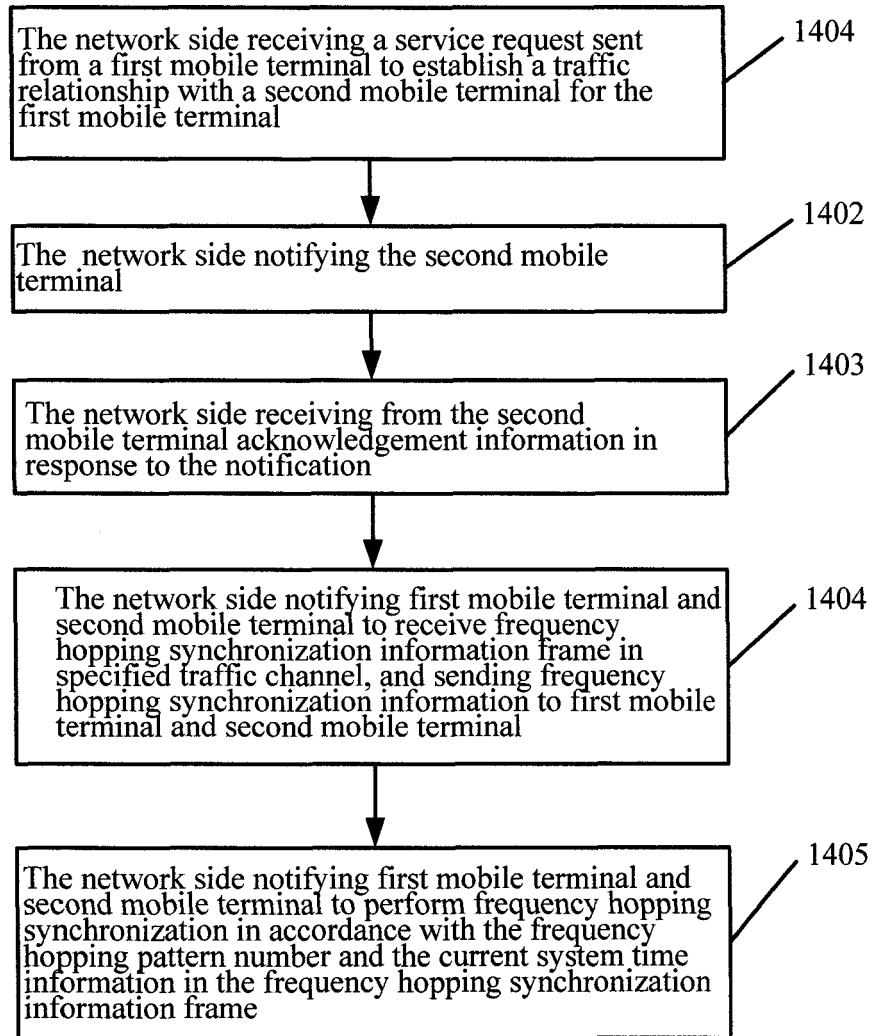 The network side receiving a service request sent
from a first mobile terminal to establish a traffic
relationship with a second mobile terminal for the
first mobile terminal
1404
The network side notifying the second mobile
terminal
1402
The network side receiving from the second
mobile terminal acknowledgement information in
response to the notification
1403
The network side notifying first mobile terminal and
second mobile terminal to receive frequency
hopping synchronization information frame in
specified traffic channel, and sending frequency
hopping synchronization information to first mobile
terminal and second mobile terminal
1404
The network side notifying first mobile terminal and
second mobile terminal to perform frequency hopping
synchronization in accordance with the frequency
hopping pattern number and the current system time
information in the frequency hopping synchronization
information frame
1405